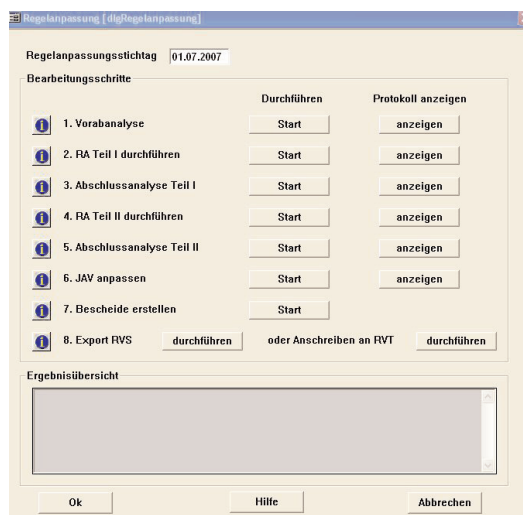 Regelanpassung [dlgRegelanpassung]
Regelanpassungsstichtag 01.07.2007
Bearbeitungsschritte
Durchführen Protokoll anzeigen
1. Vorabanalyse Start anzeigen
2. RA Teil I durchführen Start anzeigen
3. Abschlussanalyse Teil I Start anzeigen
4. RA Teil II durchführen Start anzeigen
5. Abschlussanalyse Teil II Start anzeigen
6. JAV anpassen Start anzeigen
7. Bescheide erstellen Start
8. Export RVS durchführen oder Anschreiben an RVT durchführen
Ergebnisübersicht
Ok Hilfe Abbrechen